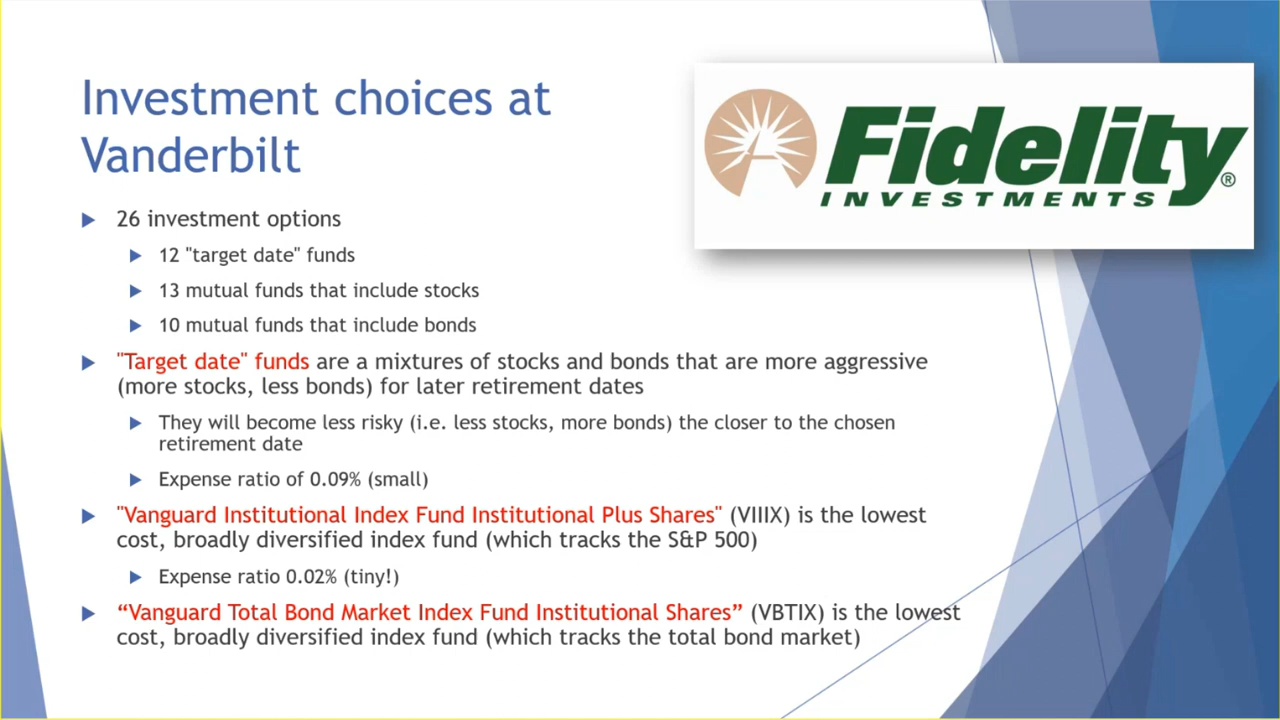 Investment choices at
Vanderbilt
Fidelity
INVESTMENTS®
26 investment options
12 "target date" funds
13 mutual funds that include stocks
10 mutual funds that include bonds
"Target date" funds are a mixtures of stocks and bonds that are more aggressive
(more stocks, less bonds) for later retirement dates
They will become less risky (i.e. less stocks, more bonds) the closer to the chosen
retirement date
Expense ratio of 0.09% (small)
"Vanguard Institutional Index Fund Institutional Plus Shares" (VIIIX) is the lowest
cost, broadly diversified index fund (which tracks the S&P 500)
Expense ratio 0.02% (tiny!)
“Vanguard Total Bond Market Index Fund Institutional Shares” (VBTIX) is the lowest
cost, broadly diversified index fund (which tracks the total bond market)